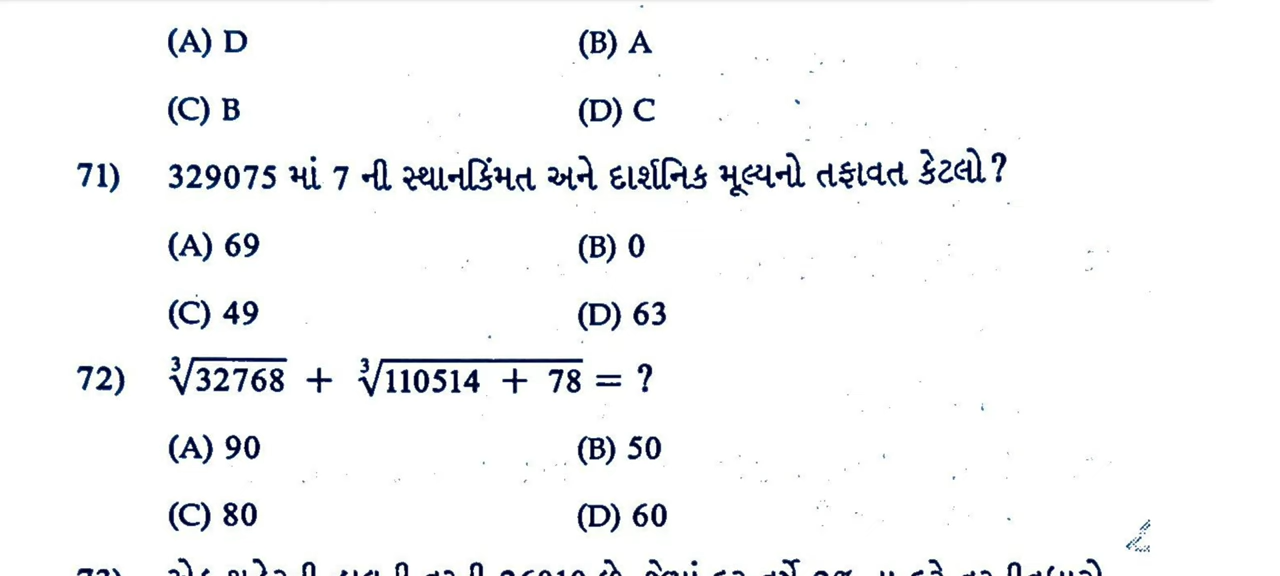 (A) D (B) A
(C) B (D) C
71) 329075 માં 7 ની સ્થાનકિંમત અને દાર્શનિક મૂલ્યનો તફાવત કેટલો?
(A) 69 (B) 0
(C) 49 (D) 63
72) ∛32768 + ∛110514 + 78 = ?
(A) 90 (B) 50
(C) 80 (D) 60